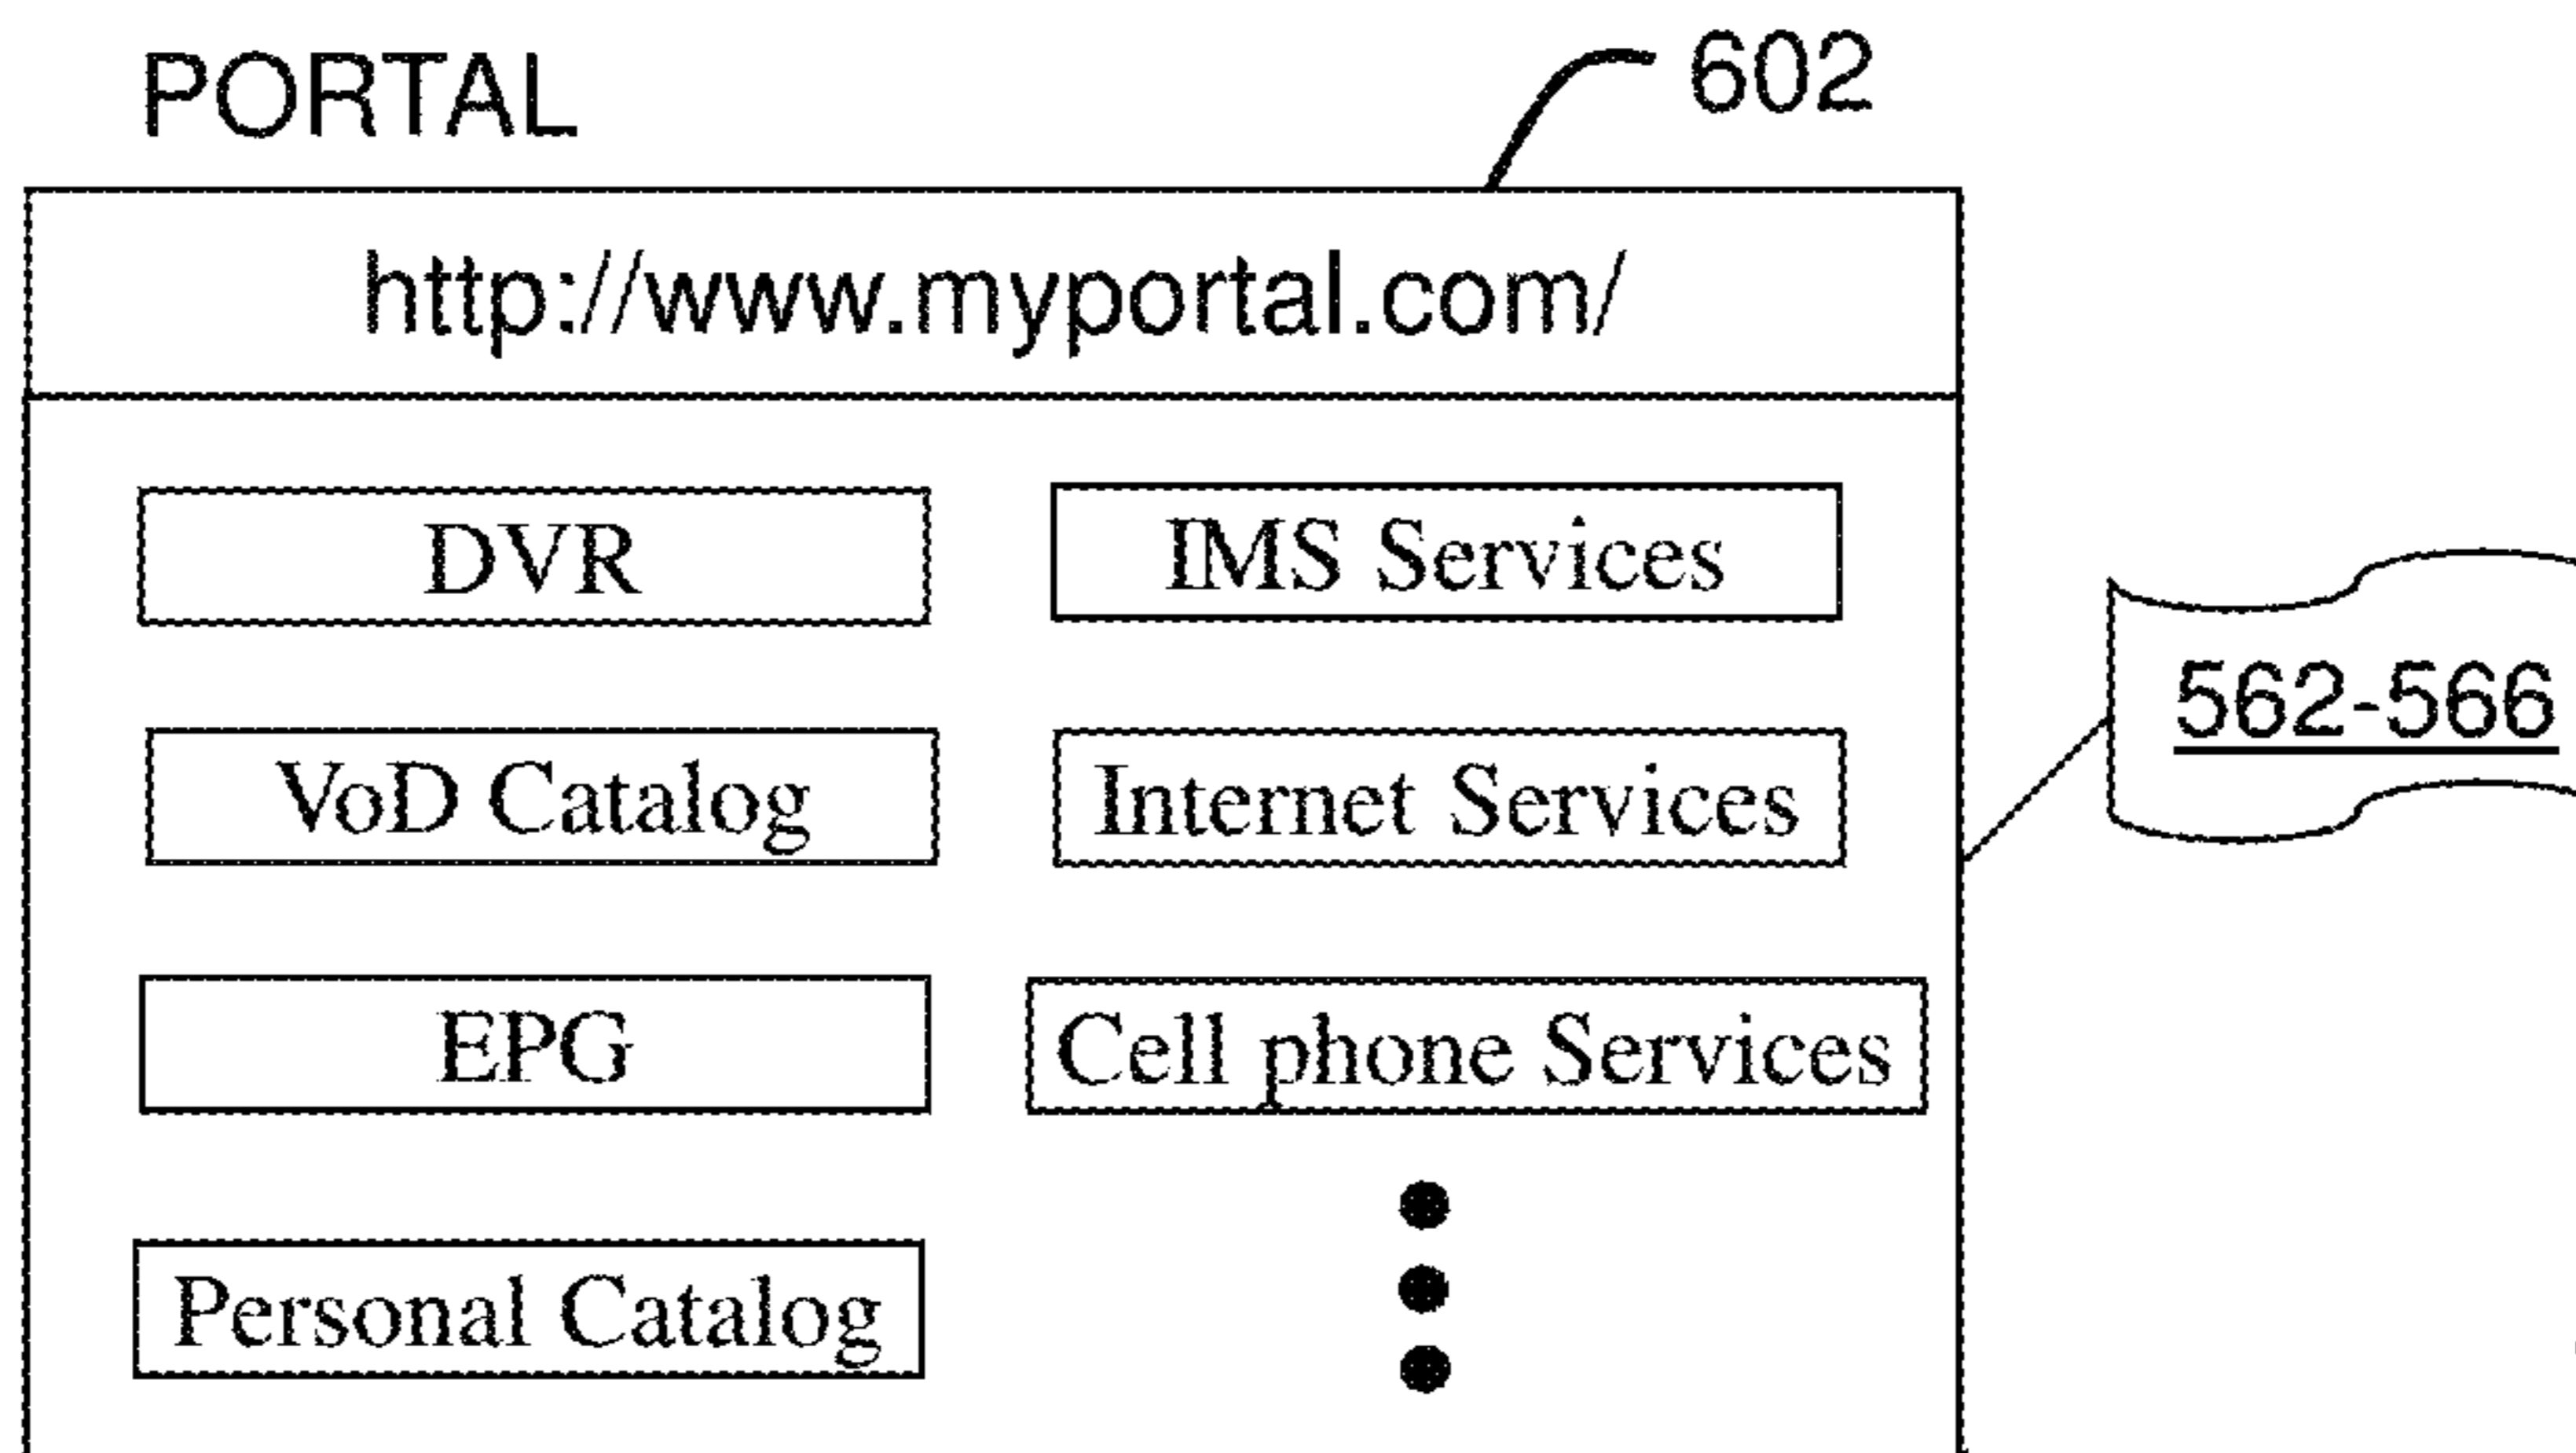 PORTAL
602
http://www.myportal.com/
DVR
IMS Services
562-566
VoD Catalog
Internet Services
EPG
Cell phone Services
Personal Catalog